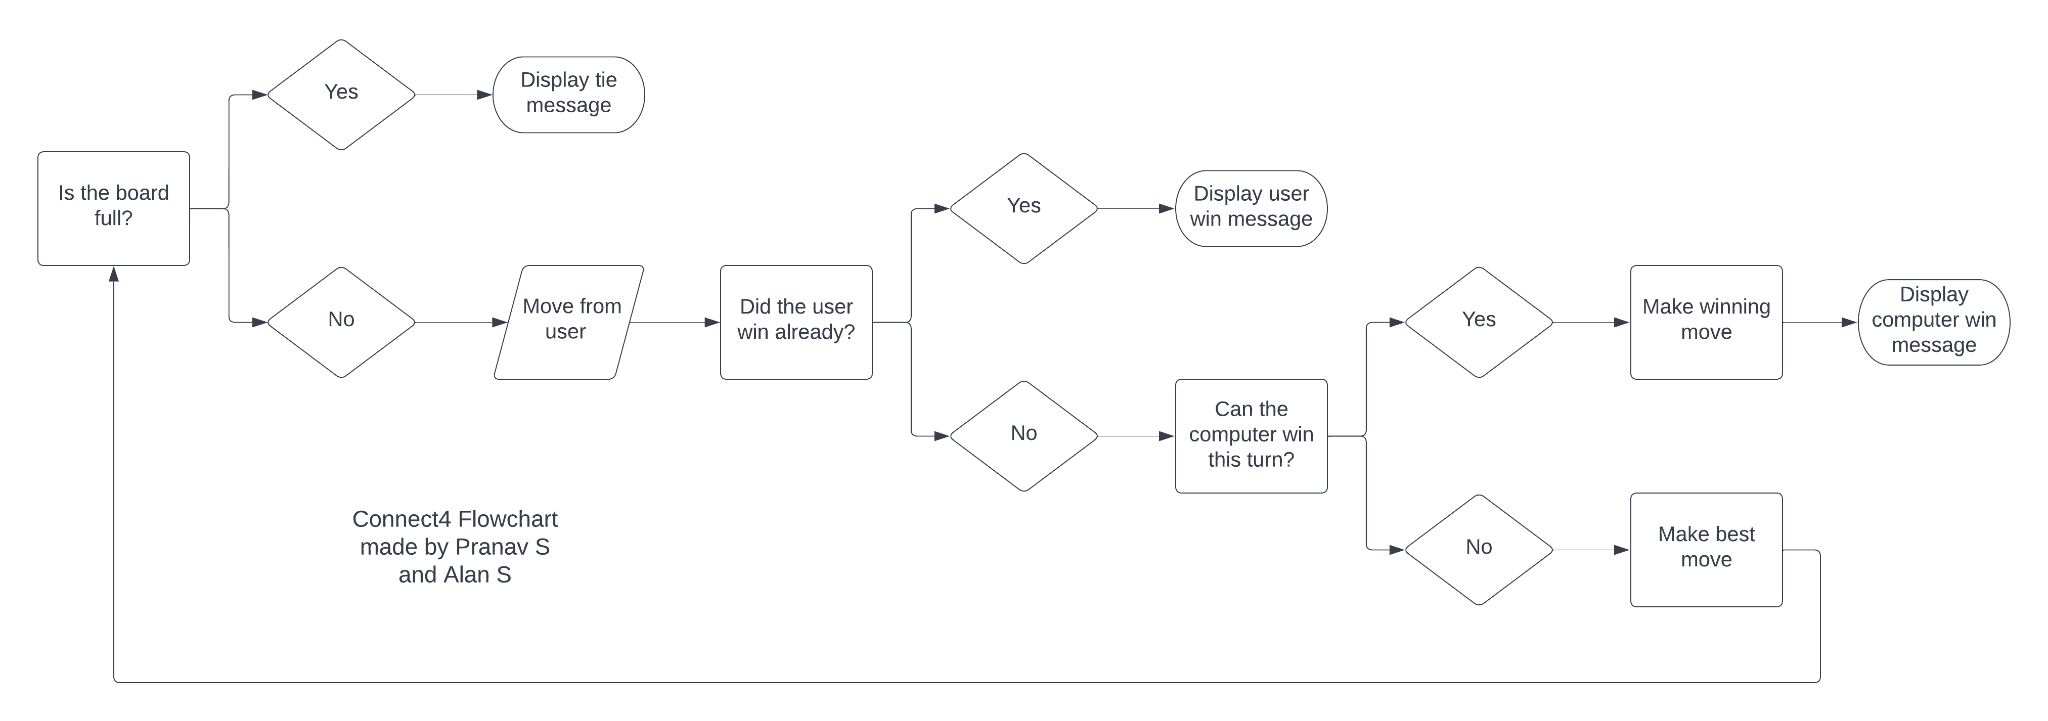 Yes
Display tie
message
Is the board
full?
No
Move from
user
Did the user
win already?
Yes
Display user
win message
No
Can the
computer win
this turn?
Yes
Make winning
move
Display
computer win
message
No
Make best
move
Connect4 Flowchart
made by Pranav S
and Alan S